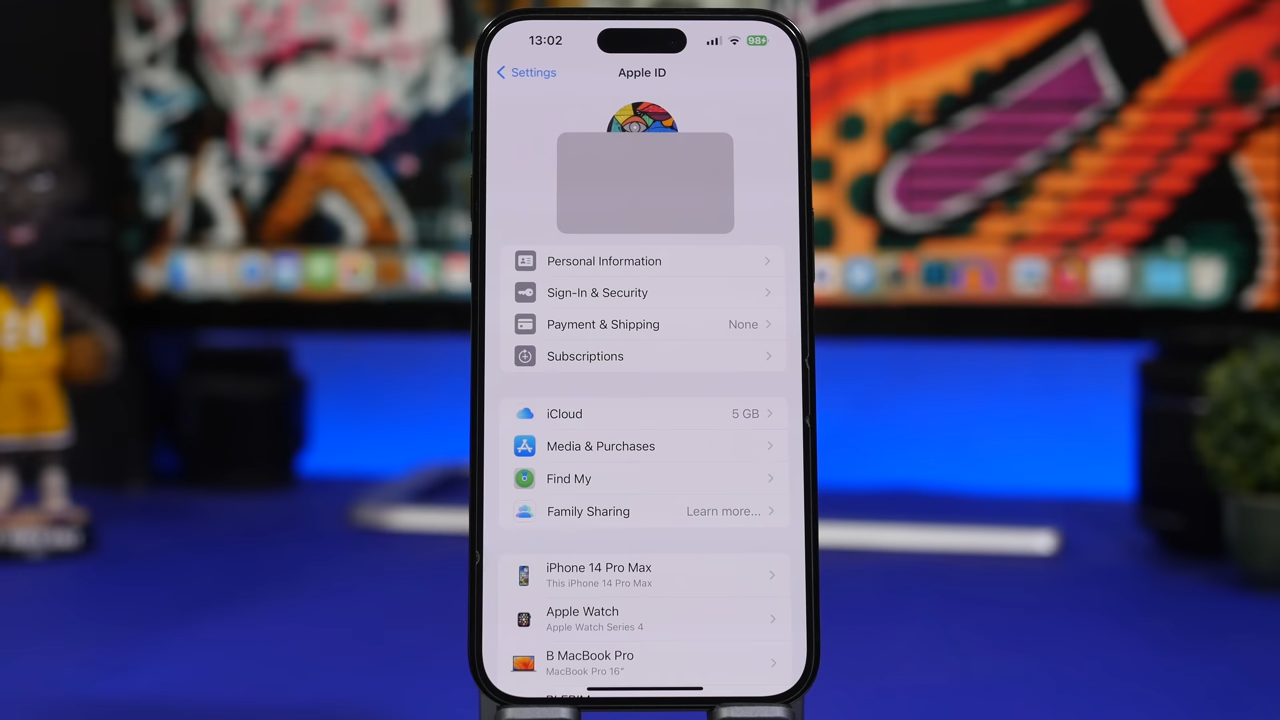 13:02
98
Settings
Apple ID
Personal Information
Sign-In & Security
Payment & Shipping None
Subscriptions
iCloud 5 GB
Media & Purchases
Find My
Family Sharing Learn more...
iPhone 14 Pro Max
This iPhone 14 Pro Max
Apple Watch
Apple Watch Series 4
B MacBook Pro
MacBook Pro 16"
24